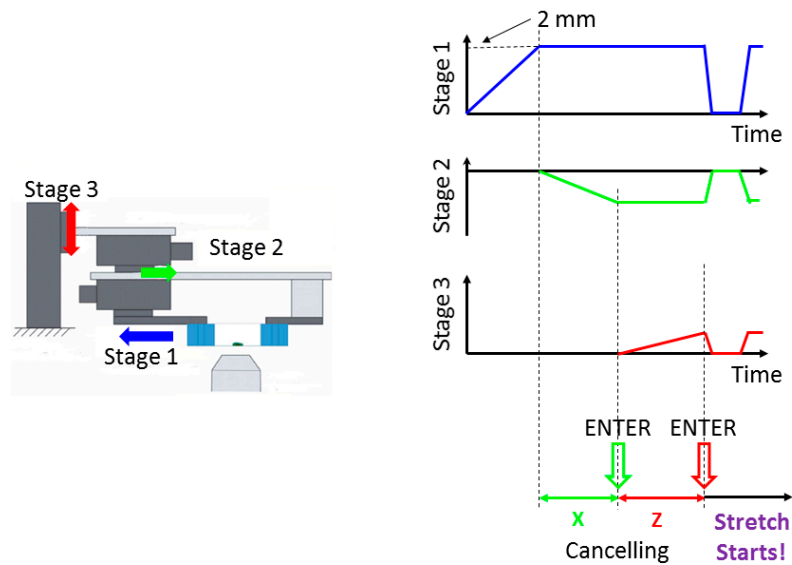 Stage 3
Stage 2
Stage 1
2 mm
Stage 1
Time
Stage 2
Stage 3
Time
ENTER ENTER
X Z Stretch
Cancelling Starts!